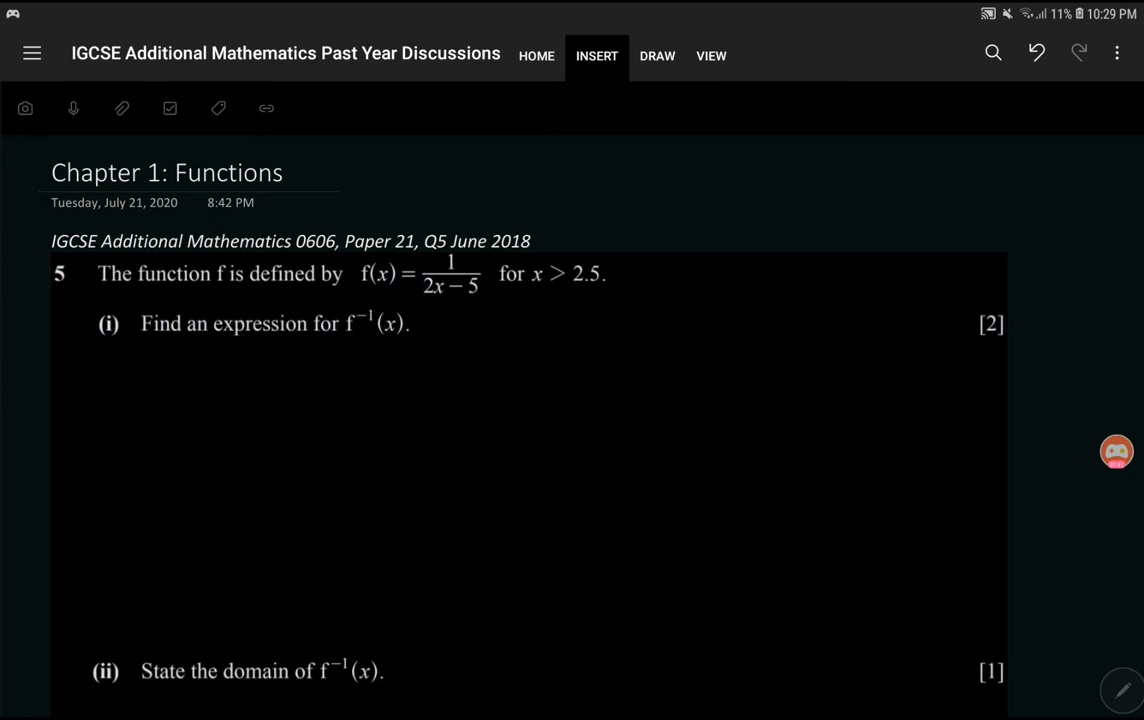 11% 10:29 PM
IGCSE Additional Mathematics Past Year Discussions HOME INSERT DRAW VIEW
Chapter 1: Functions
Tuesday, July 21, 2020 8:42 PM
IGCSE Additional Mathematics 0606, Paper 21, Q5 June 2018
5 The function f is defined by f(x) = 1/(2x − 5) for x > 2.5.
(i) Find an expression for f⁻¹(x). [2]
(ii) State the domain of f⁻¹(x). [1]